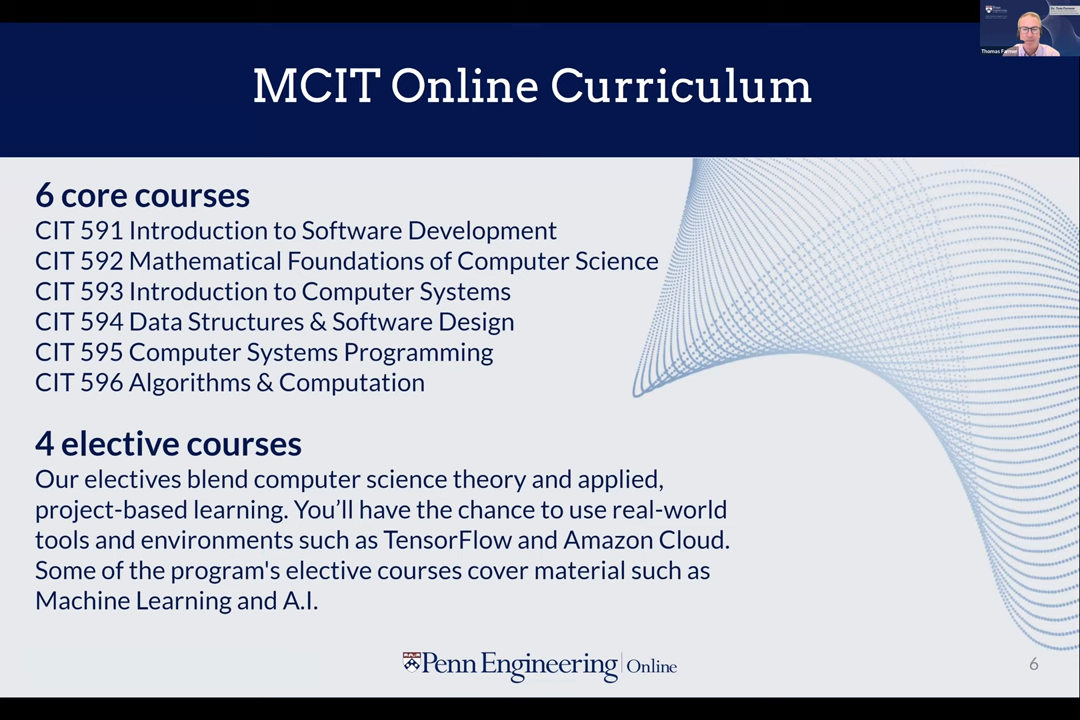 MCIT Online Curriculum
Thomas Farmer
6 core courses
CIT 591 Introduction to Software Development
CIT 592 Mathematical Foundations of Computer Science
CIT 593 Introduction to Computer Systems
CIT 594 Data Structures & Software Design
CIT 595 Computer Systems Programming
CIT 596 Algorithms & Computation
4 elective courses
Our electives blend computer science theory and applied,
project-based learning. You’ll have the chance to use real-world
tools and environments such as TensorFlow and Amazon Cloud.
Some of the program's elective courses cover material such as
Machine Learning and A.I.
Penn Engineering Online
6